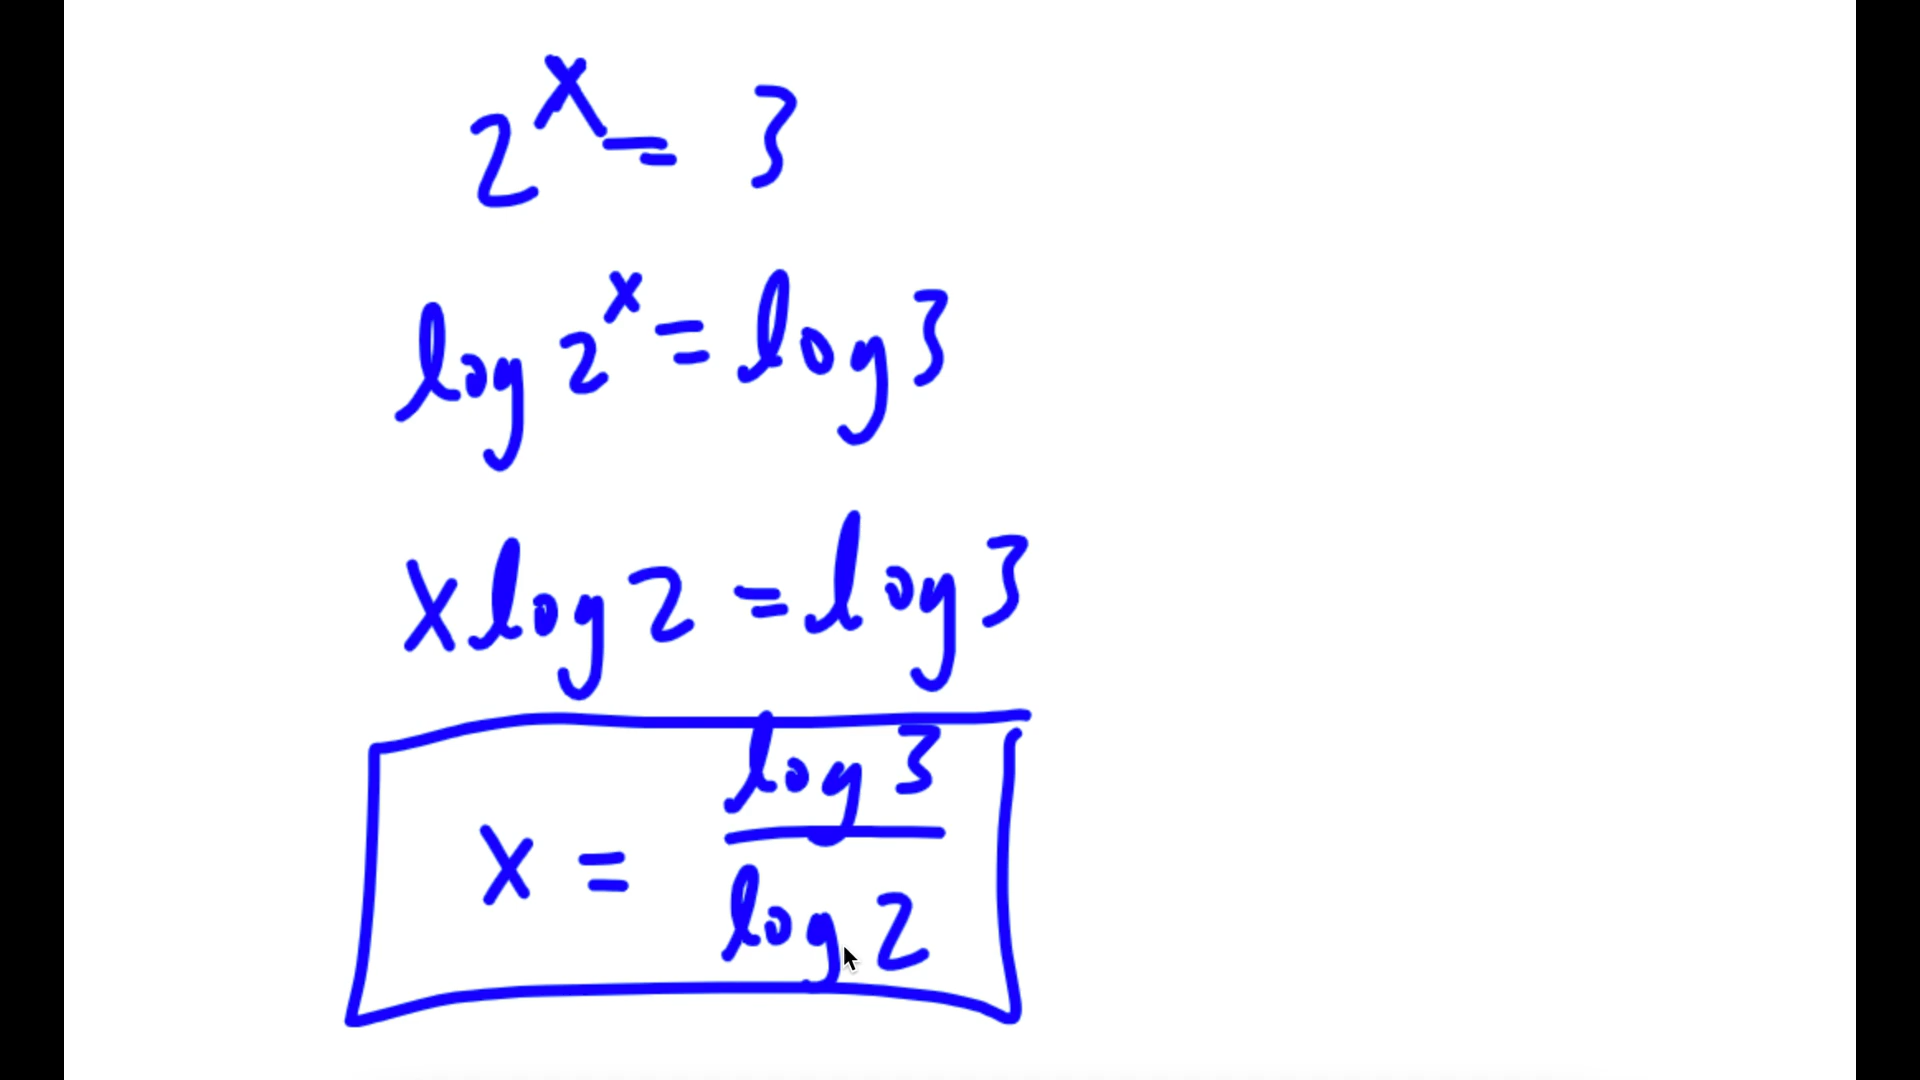 2^x = 3
log 2^x = log 3
x log 2 = log 3
x = log 3 / log 2